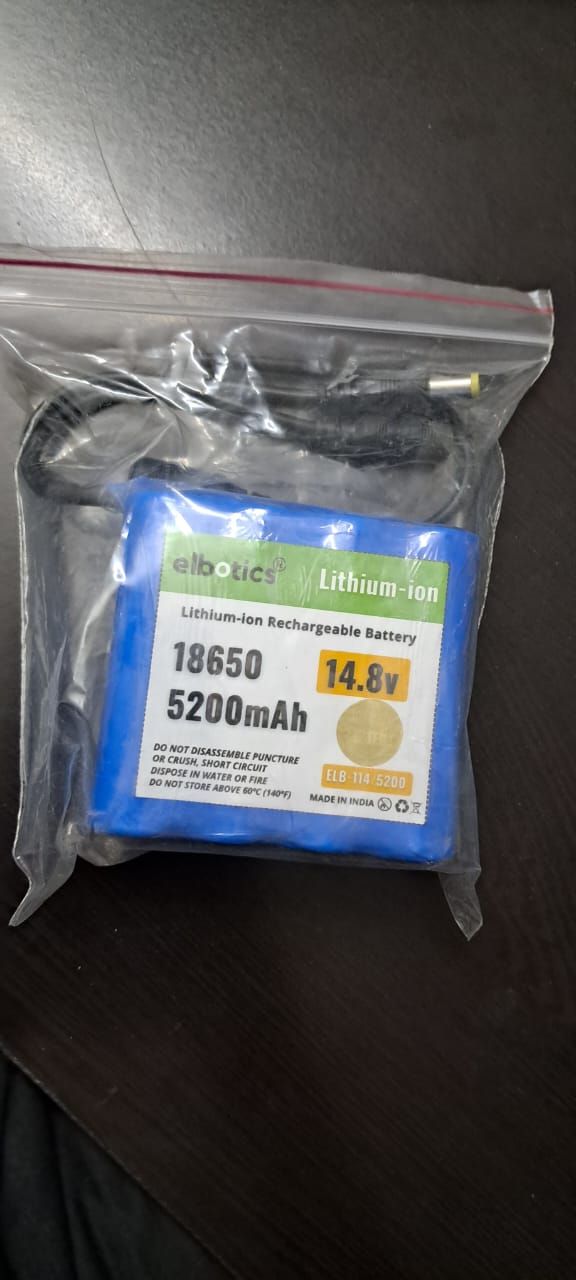 elbotics
Lithium-ion
Lithium-ion Rechargeable Battery
18650
14.8v
5200mAh
DO NOT DISASSEMBLE PUNCTURE
OR CRUSH, SHORT CIRCUIT
DISPOSE IN WATER OR FIRE
DO NOT STORE ABOVE 60°C (140°F)
ELB-114-5200
MADE IN INDIA